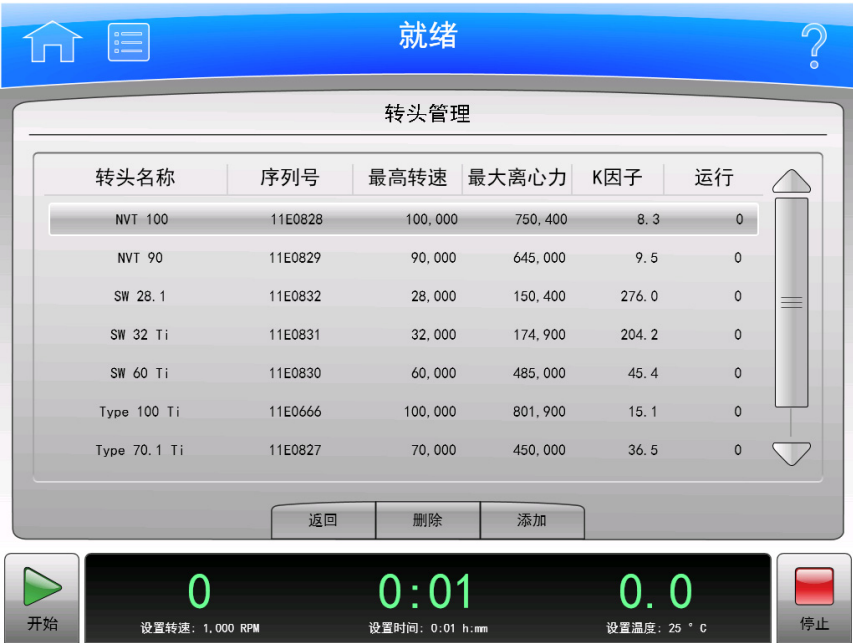 就绪
转头管理
转头名称 序列号 最高转速 最大离心力 K因子 运行
NVT 100 11E0828 100,000 750,400 8.3 0
NVT 90 11E0829 90,000 645,000 9.5 0
SW 28.1 11E0832 28,000 150,400 276.0 0
SW 32 Ti 11E0831 32,000 174,900 204.2 0
SW 60 Ti 11E0830 60,000 485,000 45.4 0
Type 100 Ti 11E0666 100,000 801,900 15.1 0
Type 70.1 Ti 11E0827 70,000 450,000 36.5 0
返回 删除 添加
0 0:01 0.0
开始 设置转速: 1,000 RPM 设置时间: 0:01 h:mm 设置温度: 25 °C 停止